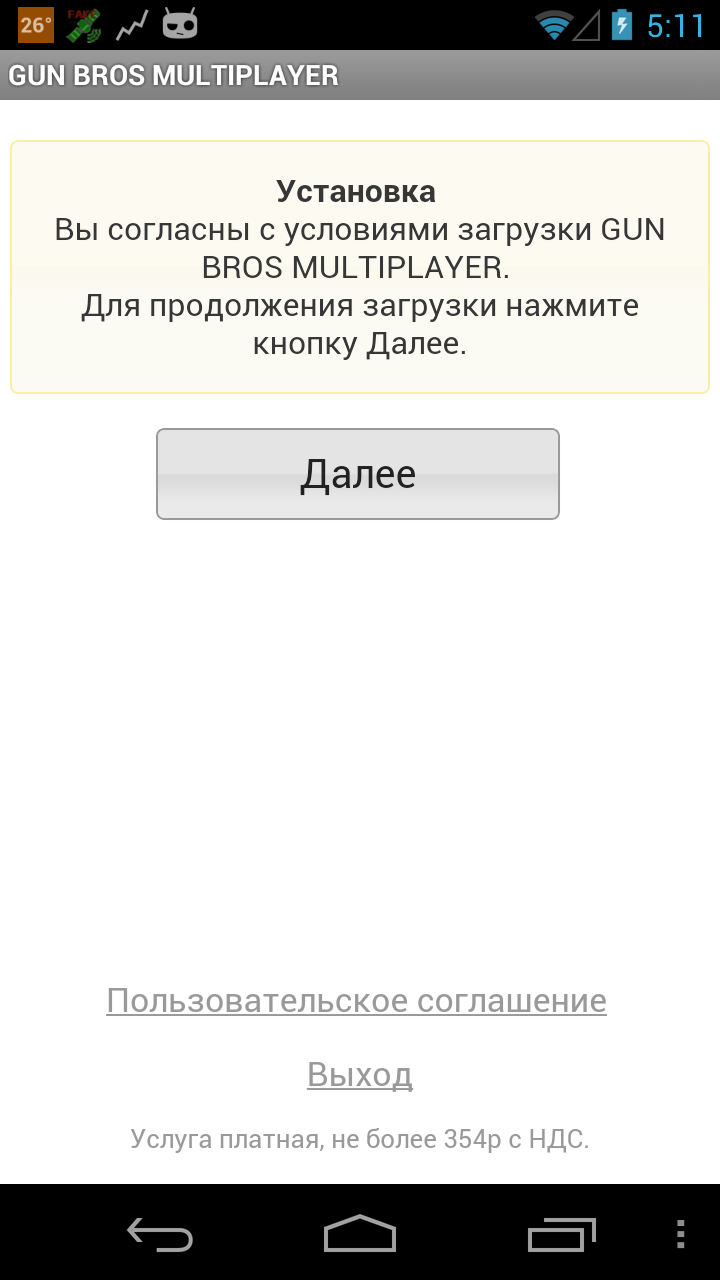 26°
FAKE
5:11
GUN BROS MULTIPLAYER
Установка
Вы согласны с условиями загрузки GUN
BROS MULTIPLAYER.
Для продолжения загрузки нажмите
кнопку Далее.
Далее
Пользовательское соглашение
Выход
Услуга платная, не более 354р с НДС.